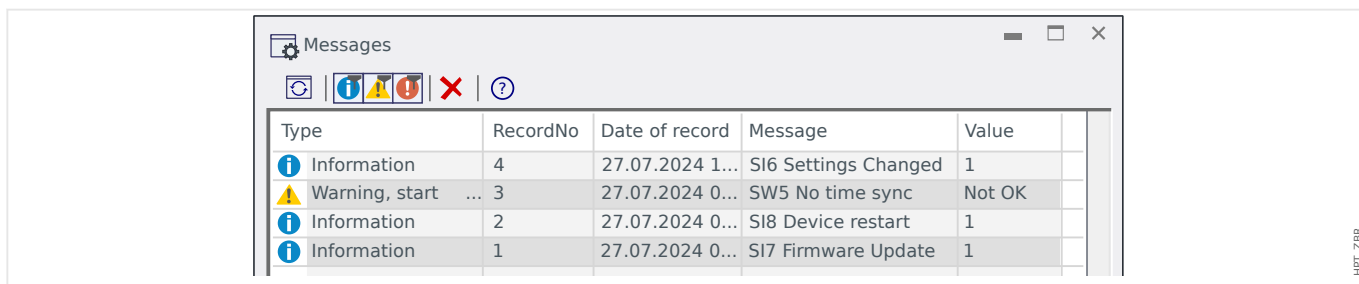 Messages
Type RecordNo Date of record Message Value
Information 4 27.07.2024 1... SI6 Settings Changed 1
Warning, start ... 3 27.07.2024 0... SW5 No time sync Not OK
Information 2 27.07.2024 0... SI8 Device restart 1
Information 1 27.07.2024 0... SI7 Firmware Update 1